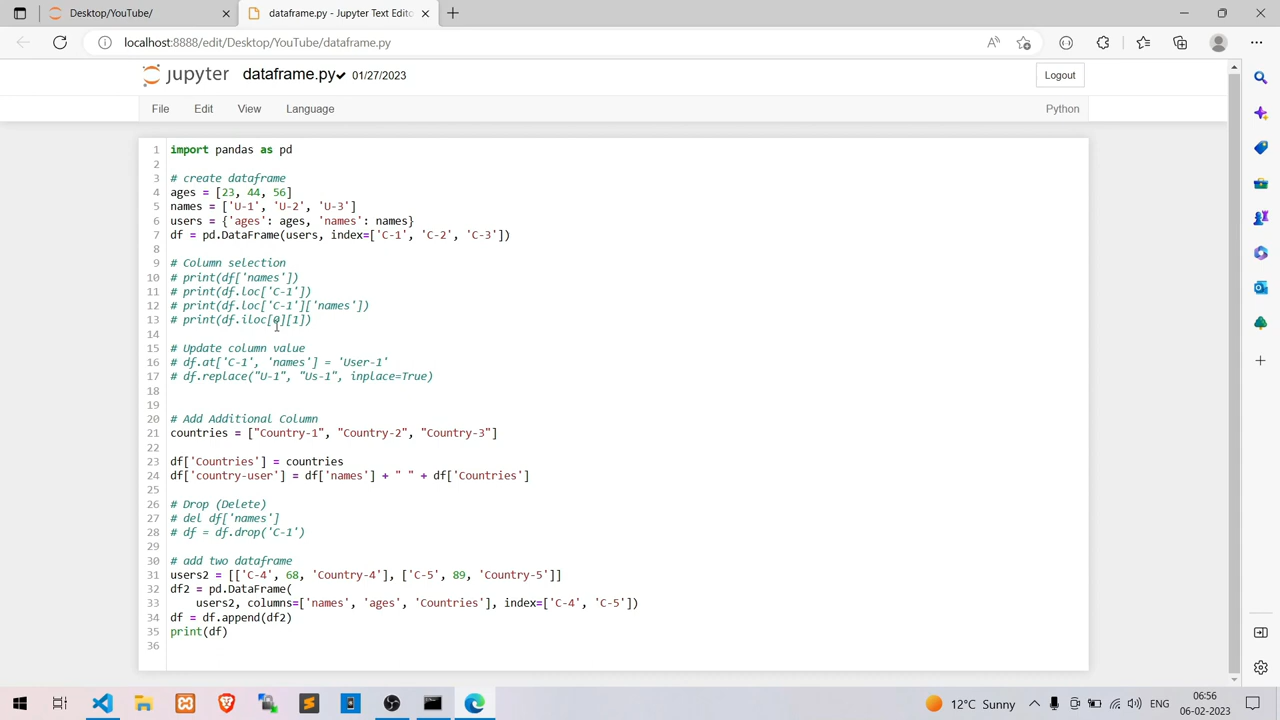 Desktop/YouTube/
dataframe.py - Jupyter Text Edito
localhost:8888/edit/Desktop/YouTube/dataframe.py
jupyter dataframe.py 01/27/2023
Logout
File Edit View Language
Python
1 import pandas as pd
2
3 # create dataframe
4 ages = [23, 44, 56]
5 names = ['U-1', 'U-2', 'U-3']
6 users = {'ages': ages, 'names': names}
7 df = pd.DataFrame(users, index=['C-1', 'C-2', 'C-3'])
8
9 # Column selection
10 # print(df['names'])
11 # print(df.loc['C-1'])
12 # print(df.loc['C-1']['names'])
13 # print(df.iloc[0][1])
14
15 # Update column value
16 # df.at['C-1', 'names'] = 'User-1'
17 # df.replace("U-1", "Us-1", inplace=True)
18
19
20 # Add Additional Column
21 countries = ["Country-1", "Country-2", "Country-3"]
22
23 df['Countries'] = countries
24 df['country-user'] = df['names'] + " " + df['Countries']
25
26 # Drop (Delete)
27 # del df['names']
28 # df = df.drop('C-1')
29
30 # add two dataframe
31 users2 = [['C-4', 68, 'Country-4'], ['C-5', 89, 'Country-5']]
32 df2 = pd.DataFrame(
33 users2, columns=['names', 'ages', 'Countries'], index=['C-4', 'C-5'])
34 df = df.append(df2)
35 print(df)
36
12°C Sunny
ENG
06:56
06-02-2023